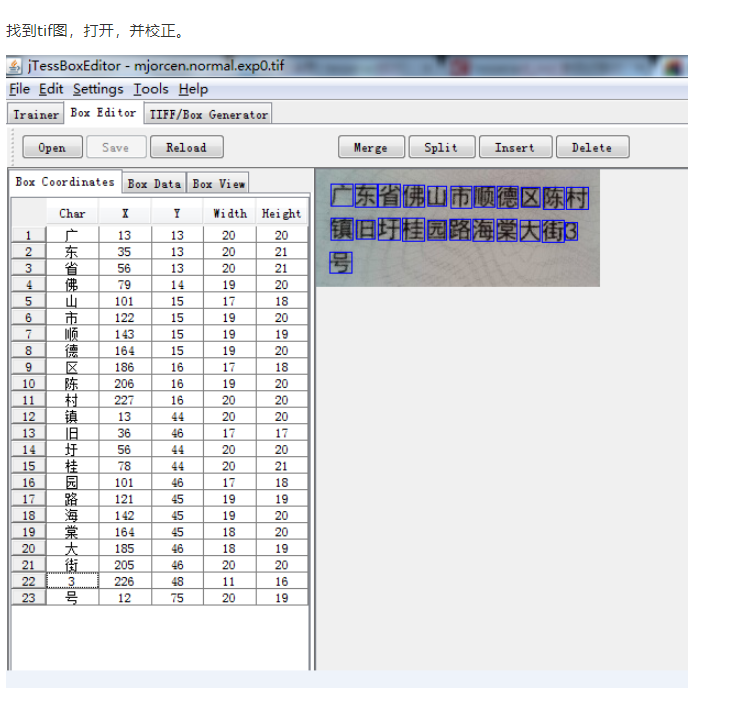 找到tif图，打开，并校正。
jTessBoxEditor - mjorcen.normal.exp0.tif
File Edit Settings Tools Help
Trainer Box Editor TIFF/Box Generator
Open Save Reload Merge Split Insert Delete
Box Coordinates Box Data Box View
Char X Y Width Height
1 广 13 13 20 20
2 东 35 13 20 21
3 省 56 13 20 21
4 佛 79 14 19 20
5 山 101 15 17 18
6 市 122 15 19 20
7 顺 143 15 19 19
8 德 164 15 19 20
9 区 186 16 17 18
10 陈 206 16 19 20
11 村 227 16 20 20
12 镇 13 44 20 20
13 旧 36 46 17 17
14 圩 56 44 20 20
15 桂 78 44 20 21
16 园 101 46 17 18
17 路 121 45 19 19
18 海 142 45 19 20
19 棠 164 45 18 20
20 大 185 46 18 19
21 街 205 46 20 20
22 3 226 48 11 16
23 号 12 75 20 19
广东省佛山市顺德区陈村
镇旧圩桂园路海棠大街3
号